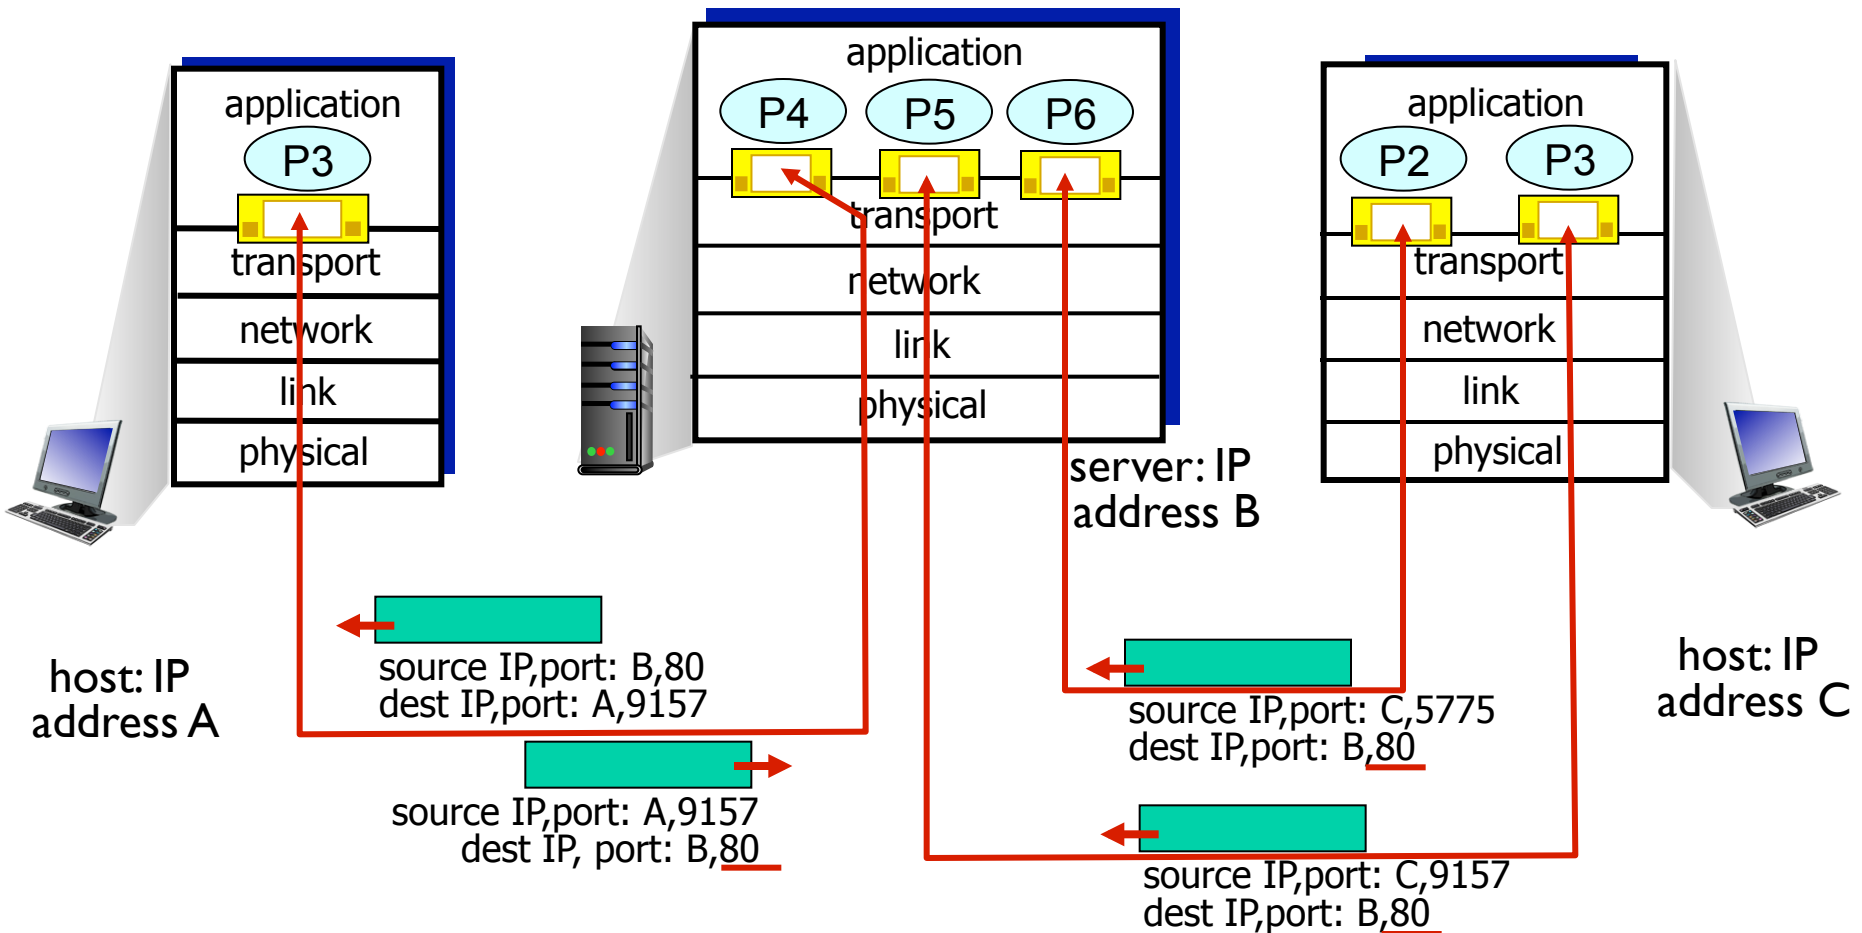 application
P3
transport
network
link
physical
host: IP
address A
application
P4
P5
P6
transport
network
link
physical
server: IP
address B
application
P2
P3
transport
network
link
physical
host: IP
address C
source IP,port: B,80
dest IP,port: A,9157
source IP,port: A,9157
dest IP, port: B,80
source IP,port: C,5775
dest IP,port: B,80
source IP,port: C,9157
dest IP,port: B,80